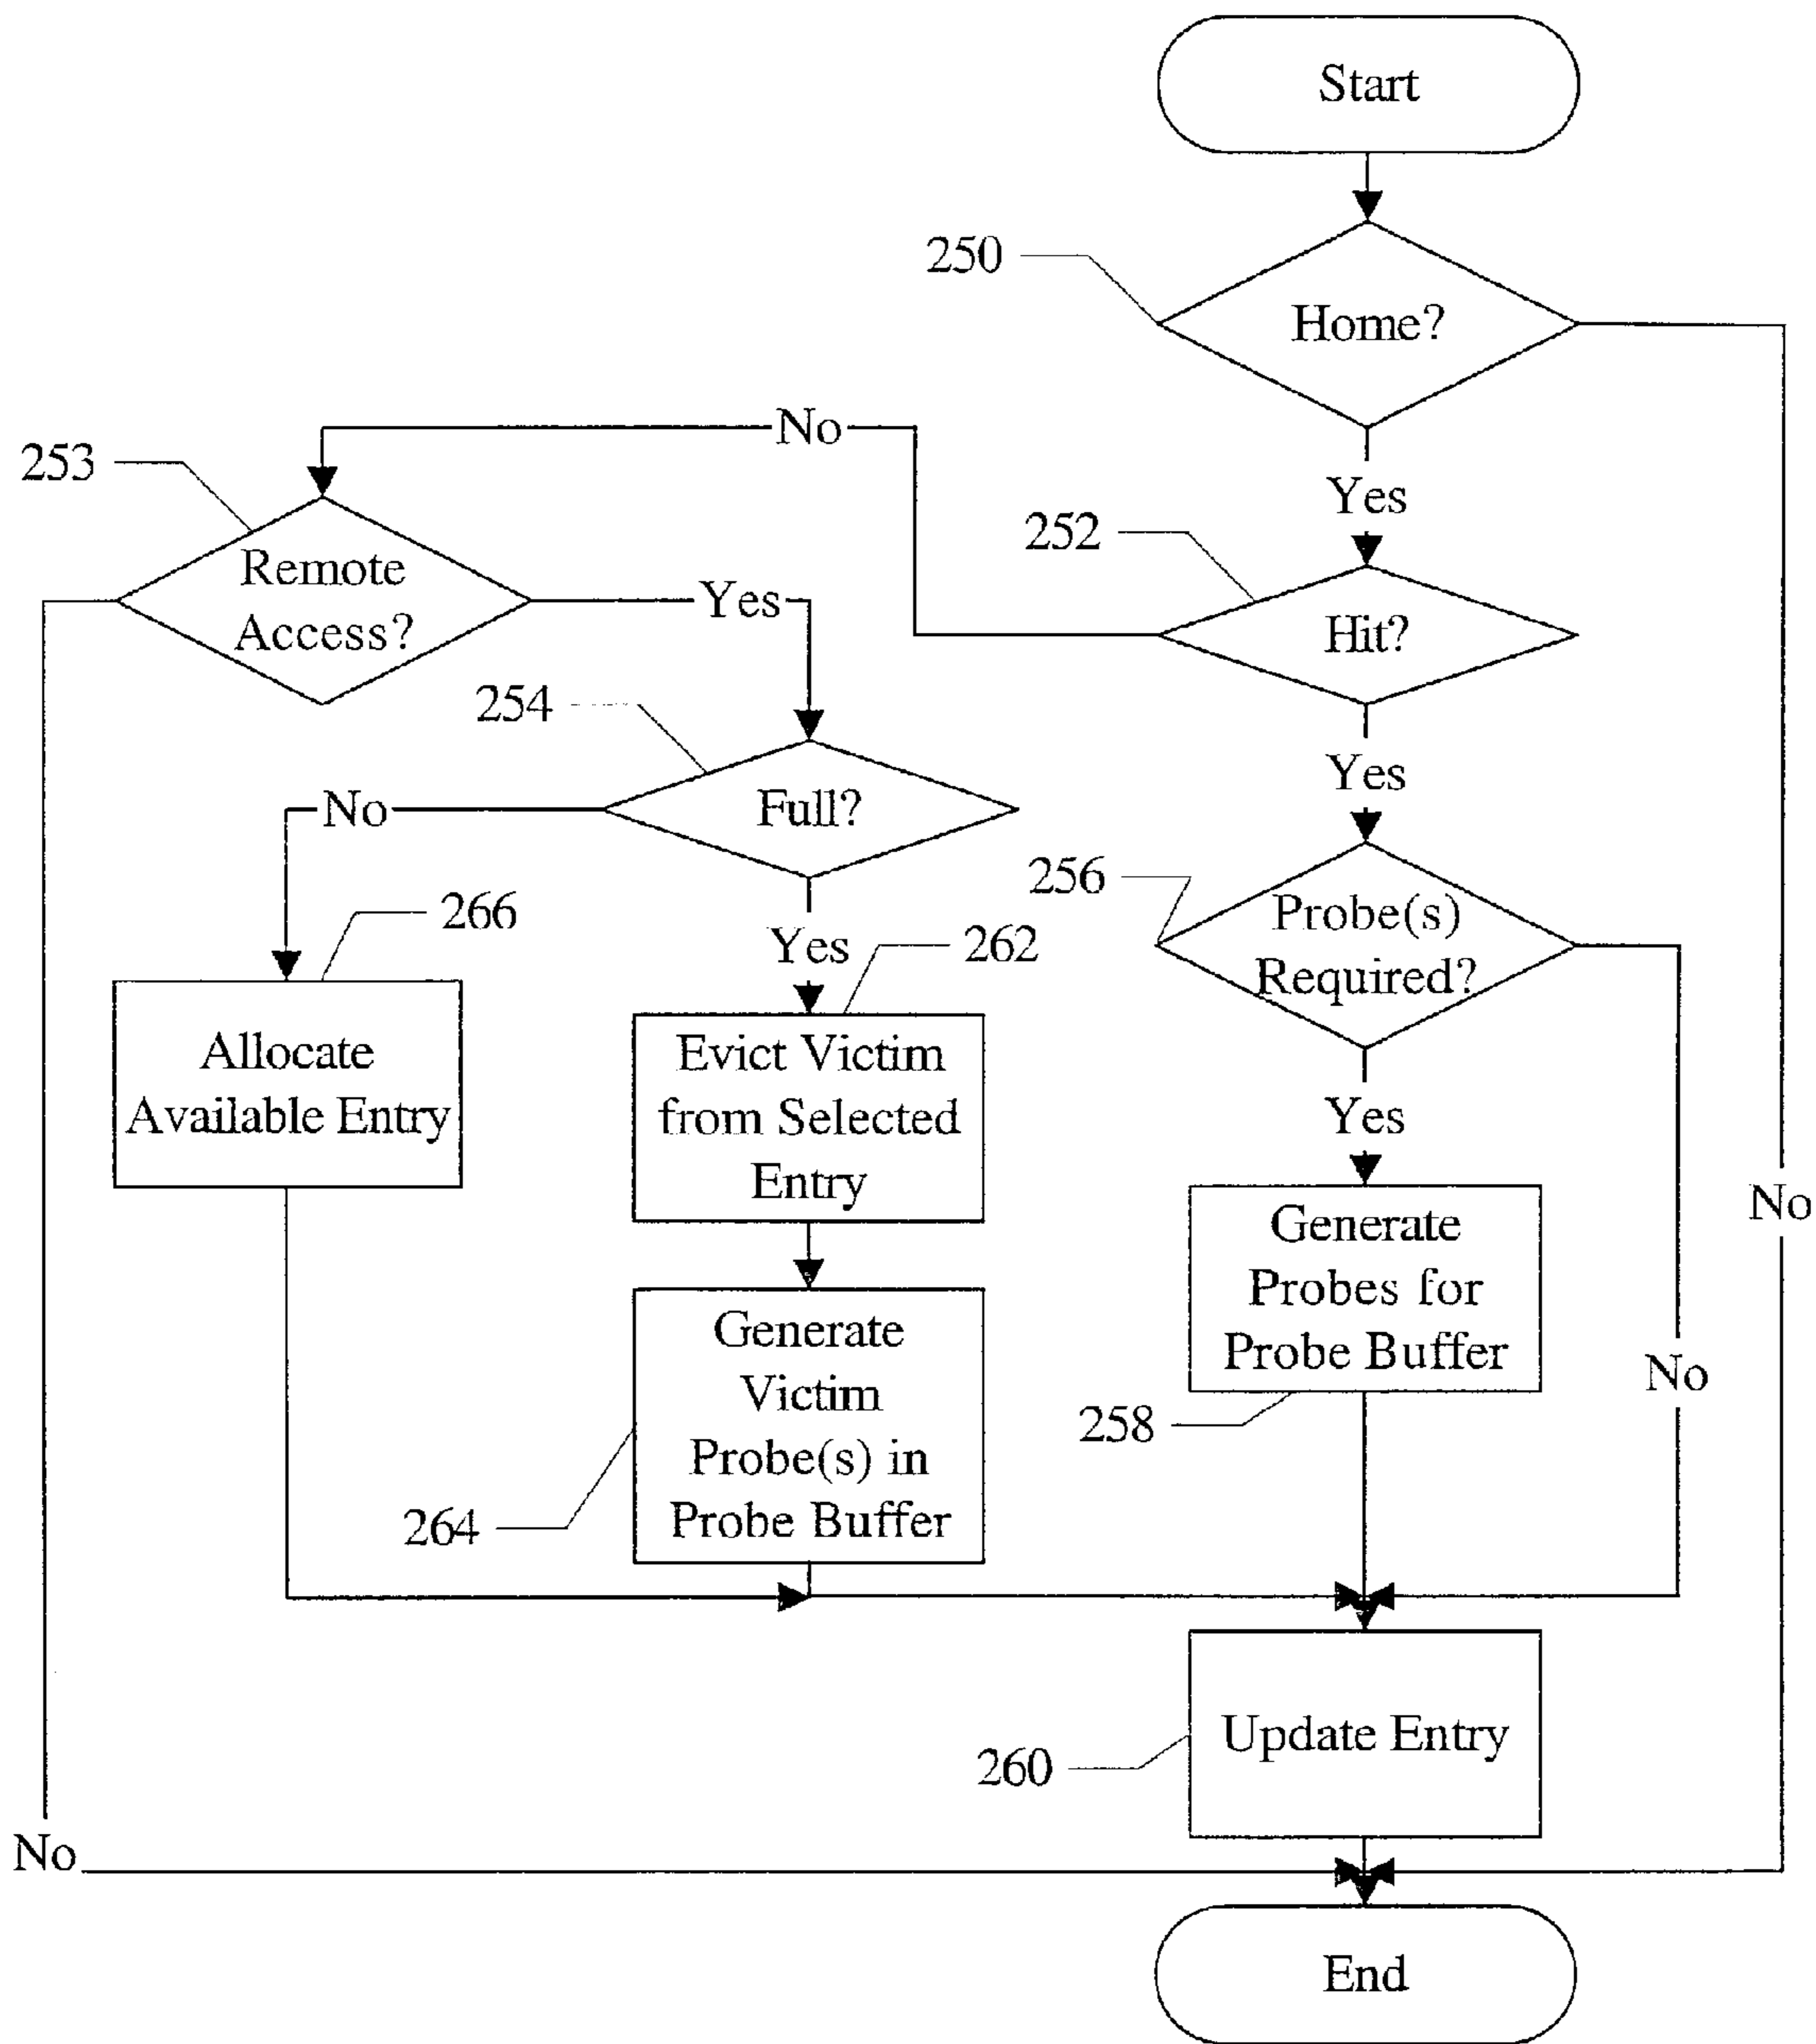 Start
250
Home?
No
253
Yes
252
Remote
Access?
Yes
Hit?
254
Yes
No
Full?
256
Probe(s)
Required?
266
Yes
262
Allocate
Available Entry
Evict Victim
from Selected
Entry
Yes
No
Generate
Probes for
Probe Buffer
Generate
Victim
Probe(s) in
Probe Buffer
No
258
264
Update Entry
260
No
End